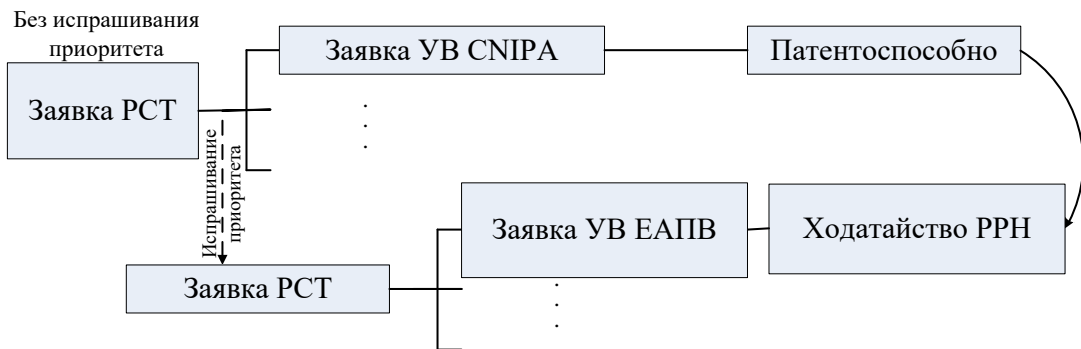 Без испрашивания
приоритета
Заявка PCT
Заявка УВ CNIPA
Патентоспособно
Испрашивание
приоритета
Заявка УВ ЕАПВ
Ходатайство PPH
Заявка PCT